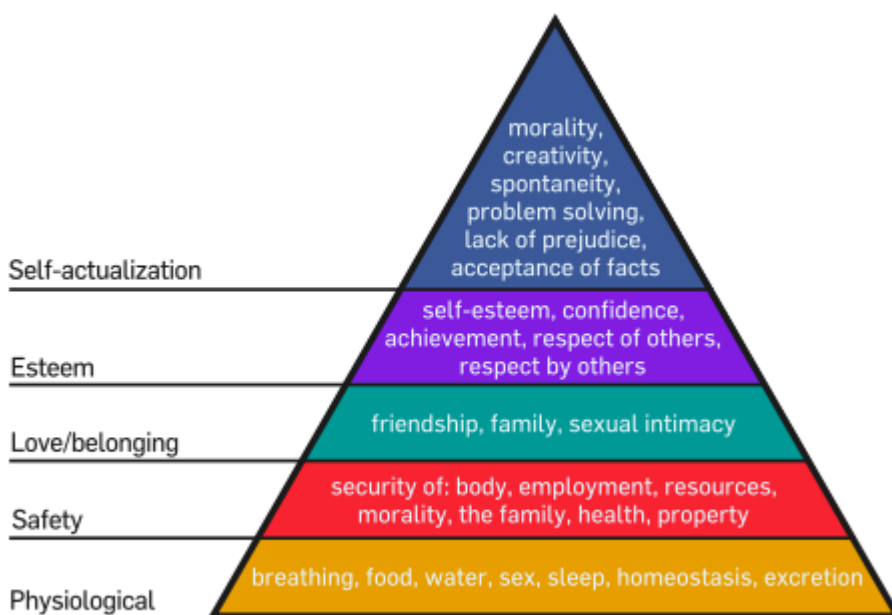 morality,
creativity,
spontaneity,
problem solving,
lack of prejudice,
acceptance of facts
Self-actualization
self-esteem, confidence,
achievement, respect of others,
respect by others
Esteem
friendship, family, sexual intimacy
Love/belonging
security of: body, employment, resources,
morality, the family, health, property
Safety
breathing, food, water, sex, sleep, homeostasis, excretion
Physiological